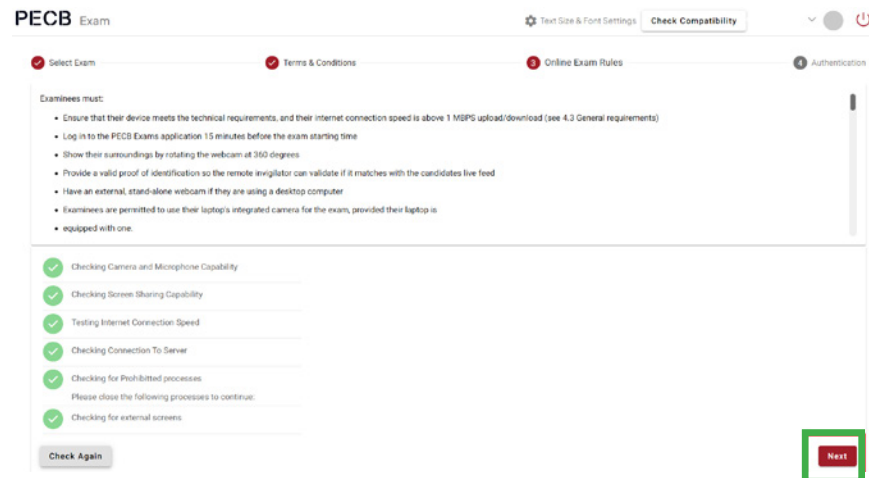 PECB Exam
Text Size & Font Settings
Check Compatibility
Select Exam
Terms & Conditions
3 Online Exam Rules
4 Authentication
Examinees must:
• Ensure that their device meets the technical requirements, and their internet connection speed is above 1 MBPS upload/download (see 4.3 General requirements)
• Log in to the PECB Exams application 15 minutes before the exam starting time
• Show their surroundings by rotating the webcam at 360 degrees
• Provide a valid proof of identification so the remote invigilator can validate if it matches with the candidates live feed
• Have an external, stand-alone webcam if they are using a desktop computer
• Examinees are permitted to use their laptop's integrated camera for the exam, provided their laptop is
• equipped with one.
Checking Camera and Microphone Capability
Checking Screen Sharing Capability
Testing Internet Connection Speed
Checking Connection To Server
Checking for Prohibitted processes
Please close the following processes to continue:
Checking for external screens
Check Again
Next